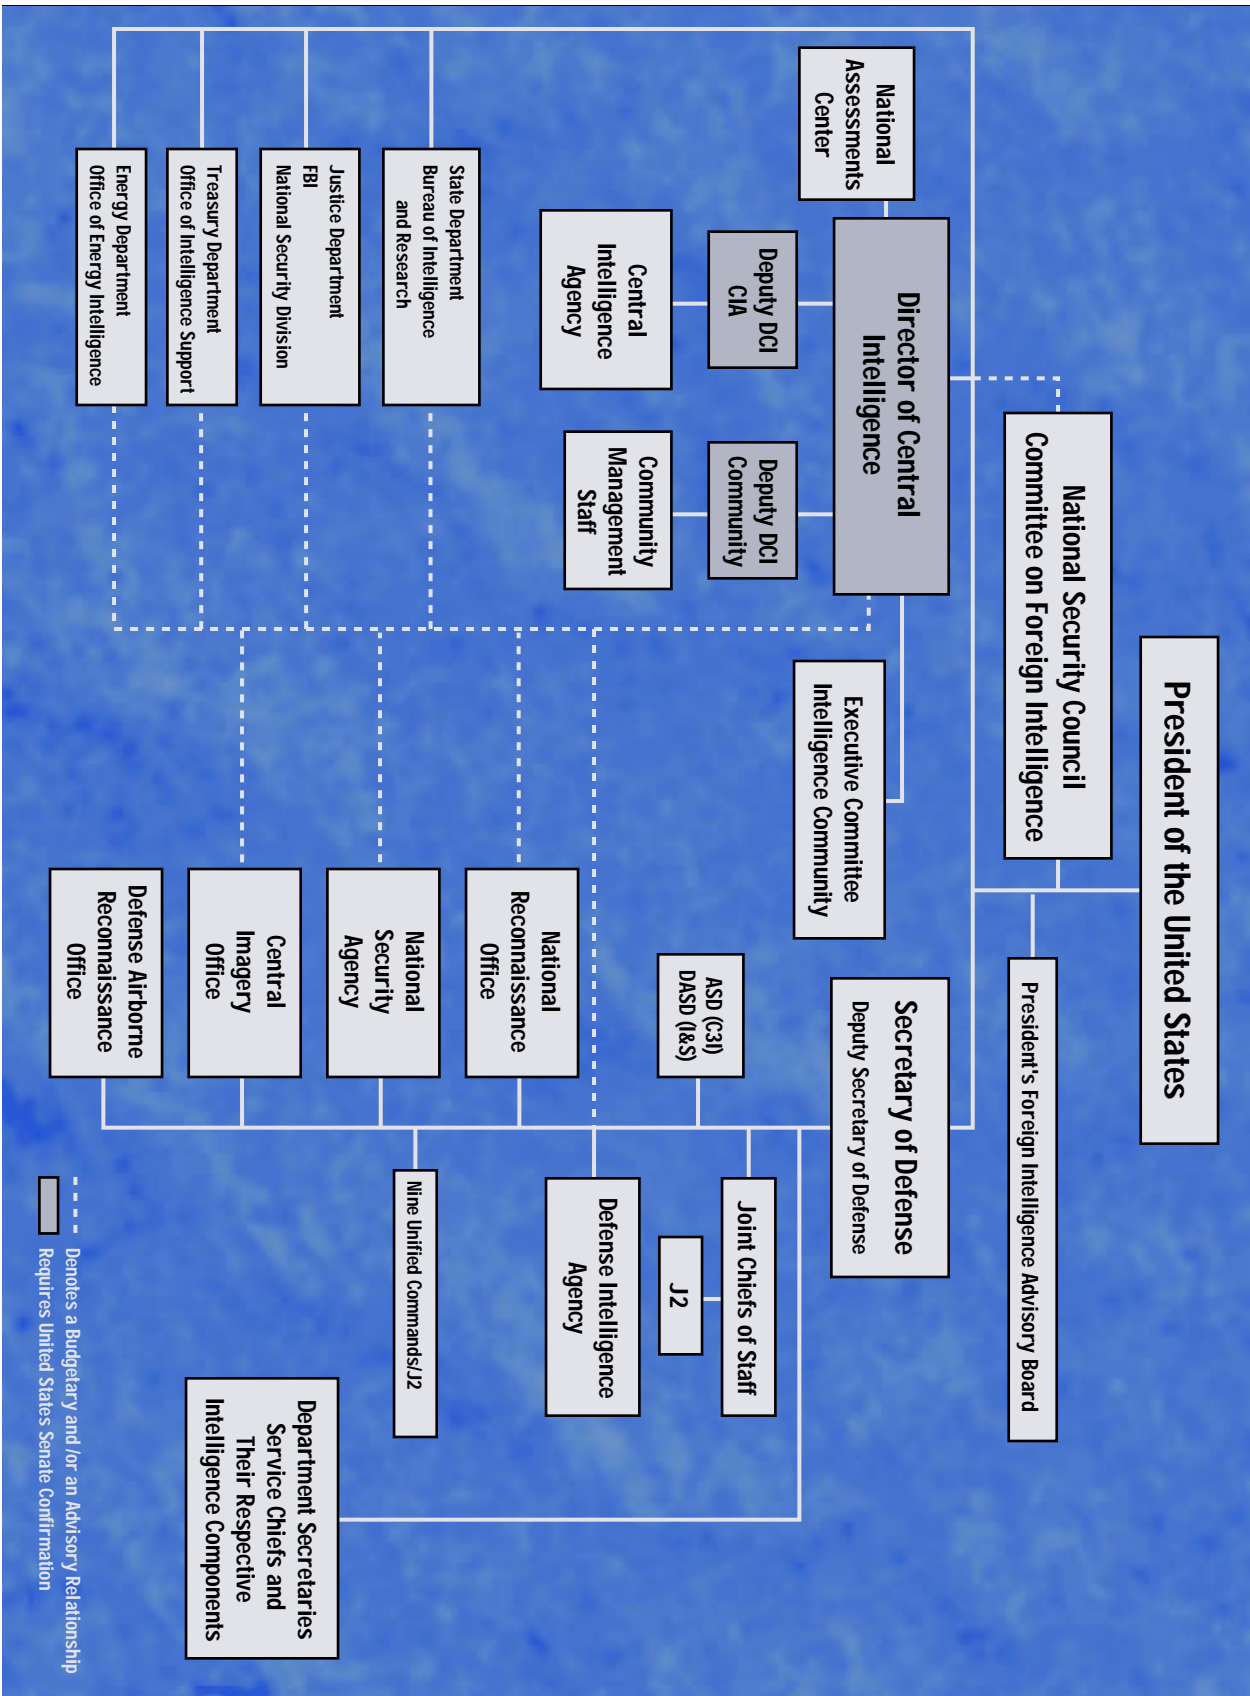 President of the United States
National Security Council
Committee on Foreign Intelligence
President's Foreign Intelligence Advisory Board
National
Assessments
Center
Director of Central
Intelligence
Deputy DCI
CIA
Deputy DCI
Community
Central
Intelligence
Agency
Community
Management
Staff
Executive Committee
Intelligence Community
Secretary of Defense
Deputy Secretary of Defense
ASD (C3I)
DASD (I&S)
Joint Chiefs of Staff
J2
State Department
Bureau of Intelligence
and Research
Justice Department
FBI
National Security Division
Treasury Department
Office of Intelligence Support
Energy Department
Office of Energy Intelligence
National
Reconnaissance
Office
National
Security
Agency
Central
Imagery
Office
Defense Airborne
Reconnaissance
Office
Defense Intelligence
Agency
Nine Unified Commands/J2
Department Secretaries
Service Chiefs and
Their Respective
Intelligence Components
Denotes a Budgetary and /or an Advisory Relationship
Requires United States Senate Confirmation